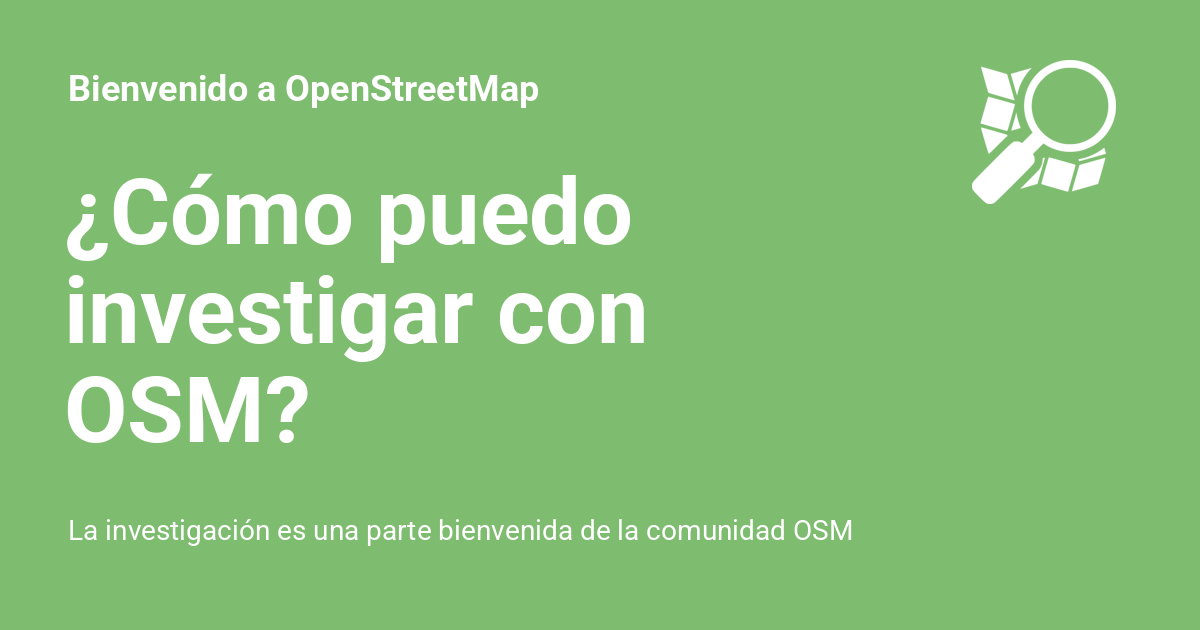 Bienvenido a OpenStreetMap
¿Cómo puedo
investigar con
OSM?
La investigación es una parte bienvenida de la comunidad OSM